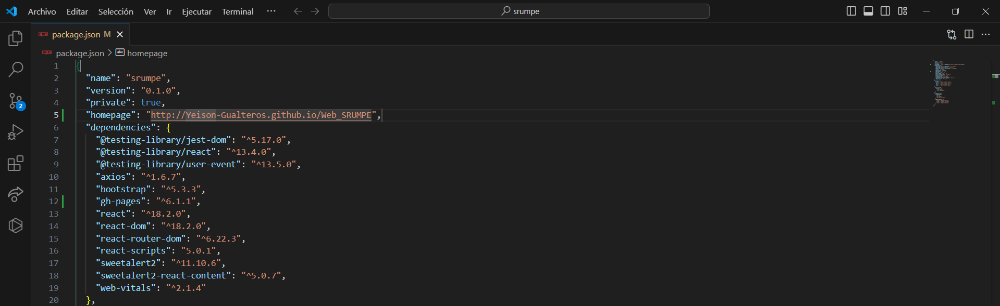 Archivo Editar Selección Ver Ir Ejecutar Terminal ··· srumpe
package.json M
package.json > homepage
1 {
2 "name": "srumpe",
3 "version": "0.1.0",
4 "private": true,
5 "homepage": "http://Yeison-Gualteros.github.io/Web_SRUMPE",
6 "dependencies": {
7 "@testing-library/jest-dom": "^5.17.0",
8 "@testing-library/react": "^13.4.0",
9 "@testing-library/user-event": "^13.5.0",
10 "axios": "^1.6.7",
11 "bootstrap": "^5.3.3",
12 "gh-pages": "^6.1.1",
13 "react": "^18.2.0",
14 "react-dom": "^18.2.0",
15 "react-router-dom": "^6.22.3",
16 "react-scripts": "5.0.1",
17 "sweetalert2": "^11.10.6",
18 "sweetalert2-react-content": "^5.0.7",
19 "web-vitals": "^2.1.4"
20 },
2